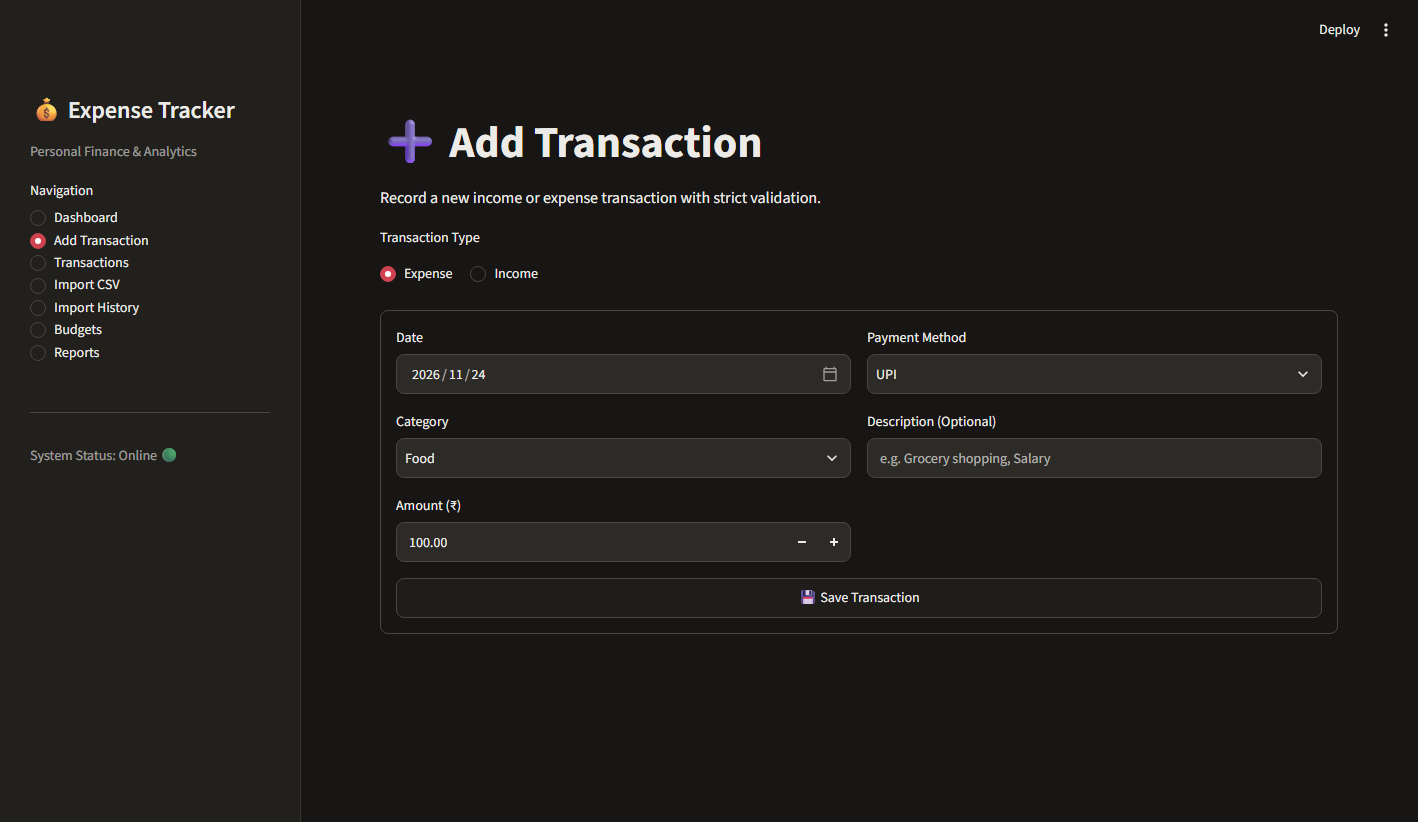 Deploy
Expense Tracker
Personal Finance & Analytics
Navigation
Dashboard
Add Transaction
Transactions
Import CSV
Import History
Budgets
Reports
System Status: Online
Add Transaction
Record a new income or expense transaction with strict validation.
Transaction Type
Expense Income
Date Payment Method
2026/11/24 UPI
Category Description (Optional)
Food e.g. Grocery shopping, Salary
Amount (₹)
100.00
Save Transaction